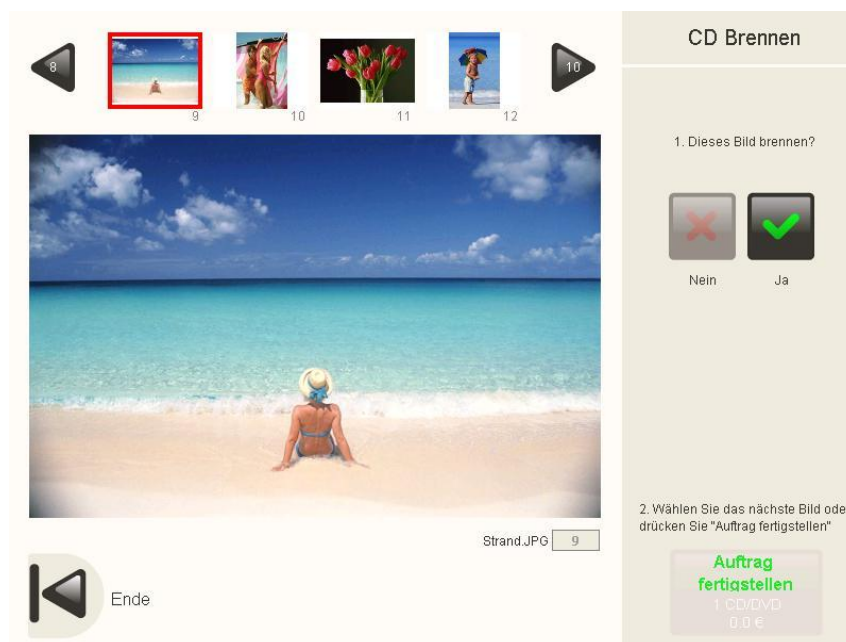 8
9
10
11
12
10
CD Brennen
1. Dieses Bild brennen?
Nein
Ja
Strand.JPG 9
2. Wählen Sie das nächste Bild ode
drücken Sie "Auftrag fertigstellen"
Auftrag
fertigstellen
1 CD/DVD
0.0 €
Ende